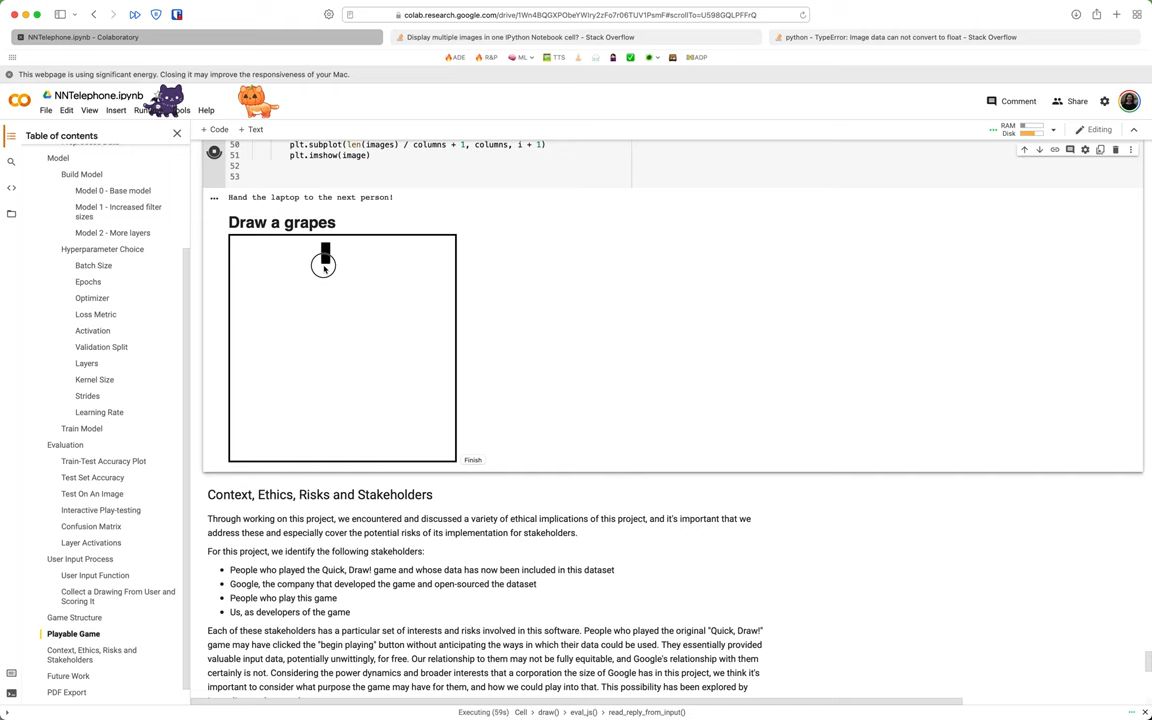 colab.research.google.com/drive/1Wn4BQGXPObeYWIry2zFo7r06TUV1PsmF#scrollTo=U598GQLPFFrQ
NNTelephone.ipynb - Colaboratory
Display multiple images in one IPython Notebook cell? - Stack Overflow
python - TypeError: Image data can not convert to float - Stack Overflow
ADE R&P ML TTS ADP
This webpage is using significant energy. Closing it may improve the responsiveness of your Mac.
NNTelephone.ipynb
File Edit View Insert Tools Help
Comment Share
Table of contents
+ Code + Text
RAM
Disk
Editing
Model
Build Model
Model 0 - Base model
Model 1 - Increased filter
sizes
Model 2 - More layers
Hyperparameter Choice
Batch Size
Epochs
Optimizer
Loss Metric
Activation
Validation Split
Layers
Kernel Size
Strides
Learning Rate
Train Model
Evaluation
Train-Test Accuracy Plot
Test Set Accuracy
Test On An Image
Interactive Play-testing
Confusion Matrix
Layer Activations
User Input Process
User Input Function
Collect a Drawing From User and
Scoring It
Game Structure
Playable Game
Context, Ethics, Risks and
Stakeholders
Future Work
PDF Export
50 plt.subplot(len(images) / columns + 1, columns, i + 1)
51 plt.imshow(image)
52
53
Hand the laptop to the next person!
Draw a grapes
Finish
Context, Ethics, Risks and Stakeholders
Through working on this project, we encountered and discussed a variety of ethical implications of this project, and it's important that we
address these and especially cover the potential risks of its implementation for stakeholders.
For this project, we identify the following stakeholders:
• People who played the Quick, Draw! game and whose data has now been included in this dataset
• Google, the company that developed the game and open-sourced the dataset
• People who play this game
• Us, as developers of the game
Each of these stakeholders has a particular set of interests and risks involved in this software. People who played the original "Quick, Draw!"
game may have clicked the "begin playing" button without anticipating the ways in which their data could be used. They essentially provided
valuable input data, potentially unwittingly, for free. Our relationship to them may not be fully equitable, and Google's relationship with them
certainly is not. Considering the power dynamics and broader interests that a corporation the size of Google has in this project, we think it's
important to consider what purpose the game may have for them, and how we could play into that. This possibility has been explored by
Executing (59s) Cell > draw() > eval_js() > read_reply_from_input()